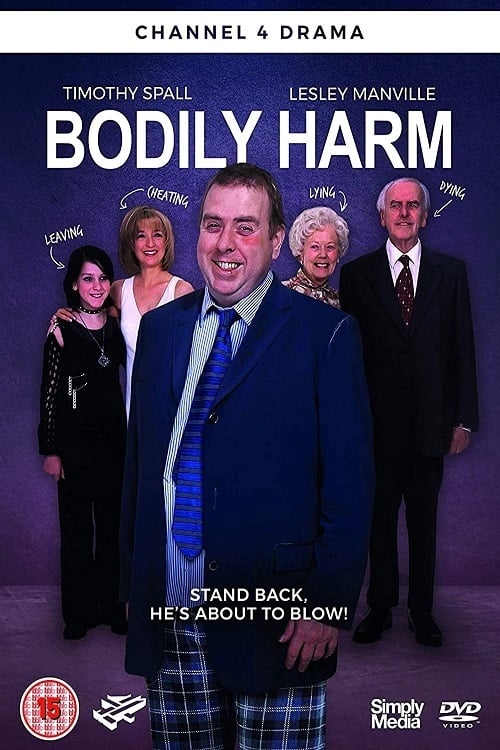 CHANNEL 4 DRAMA
TIMOTHY SPALL
LESLEY MANVILLE
BODILY HARM
LEAVING
CHEATING
LYING
DYING
STAND BACK,
HE'S ABOUT TO BLOW!
15
Simply
Media
DVD
VIDEO